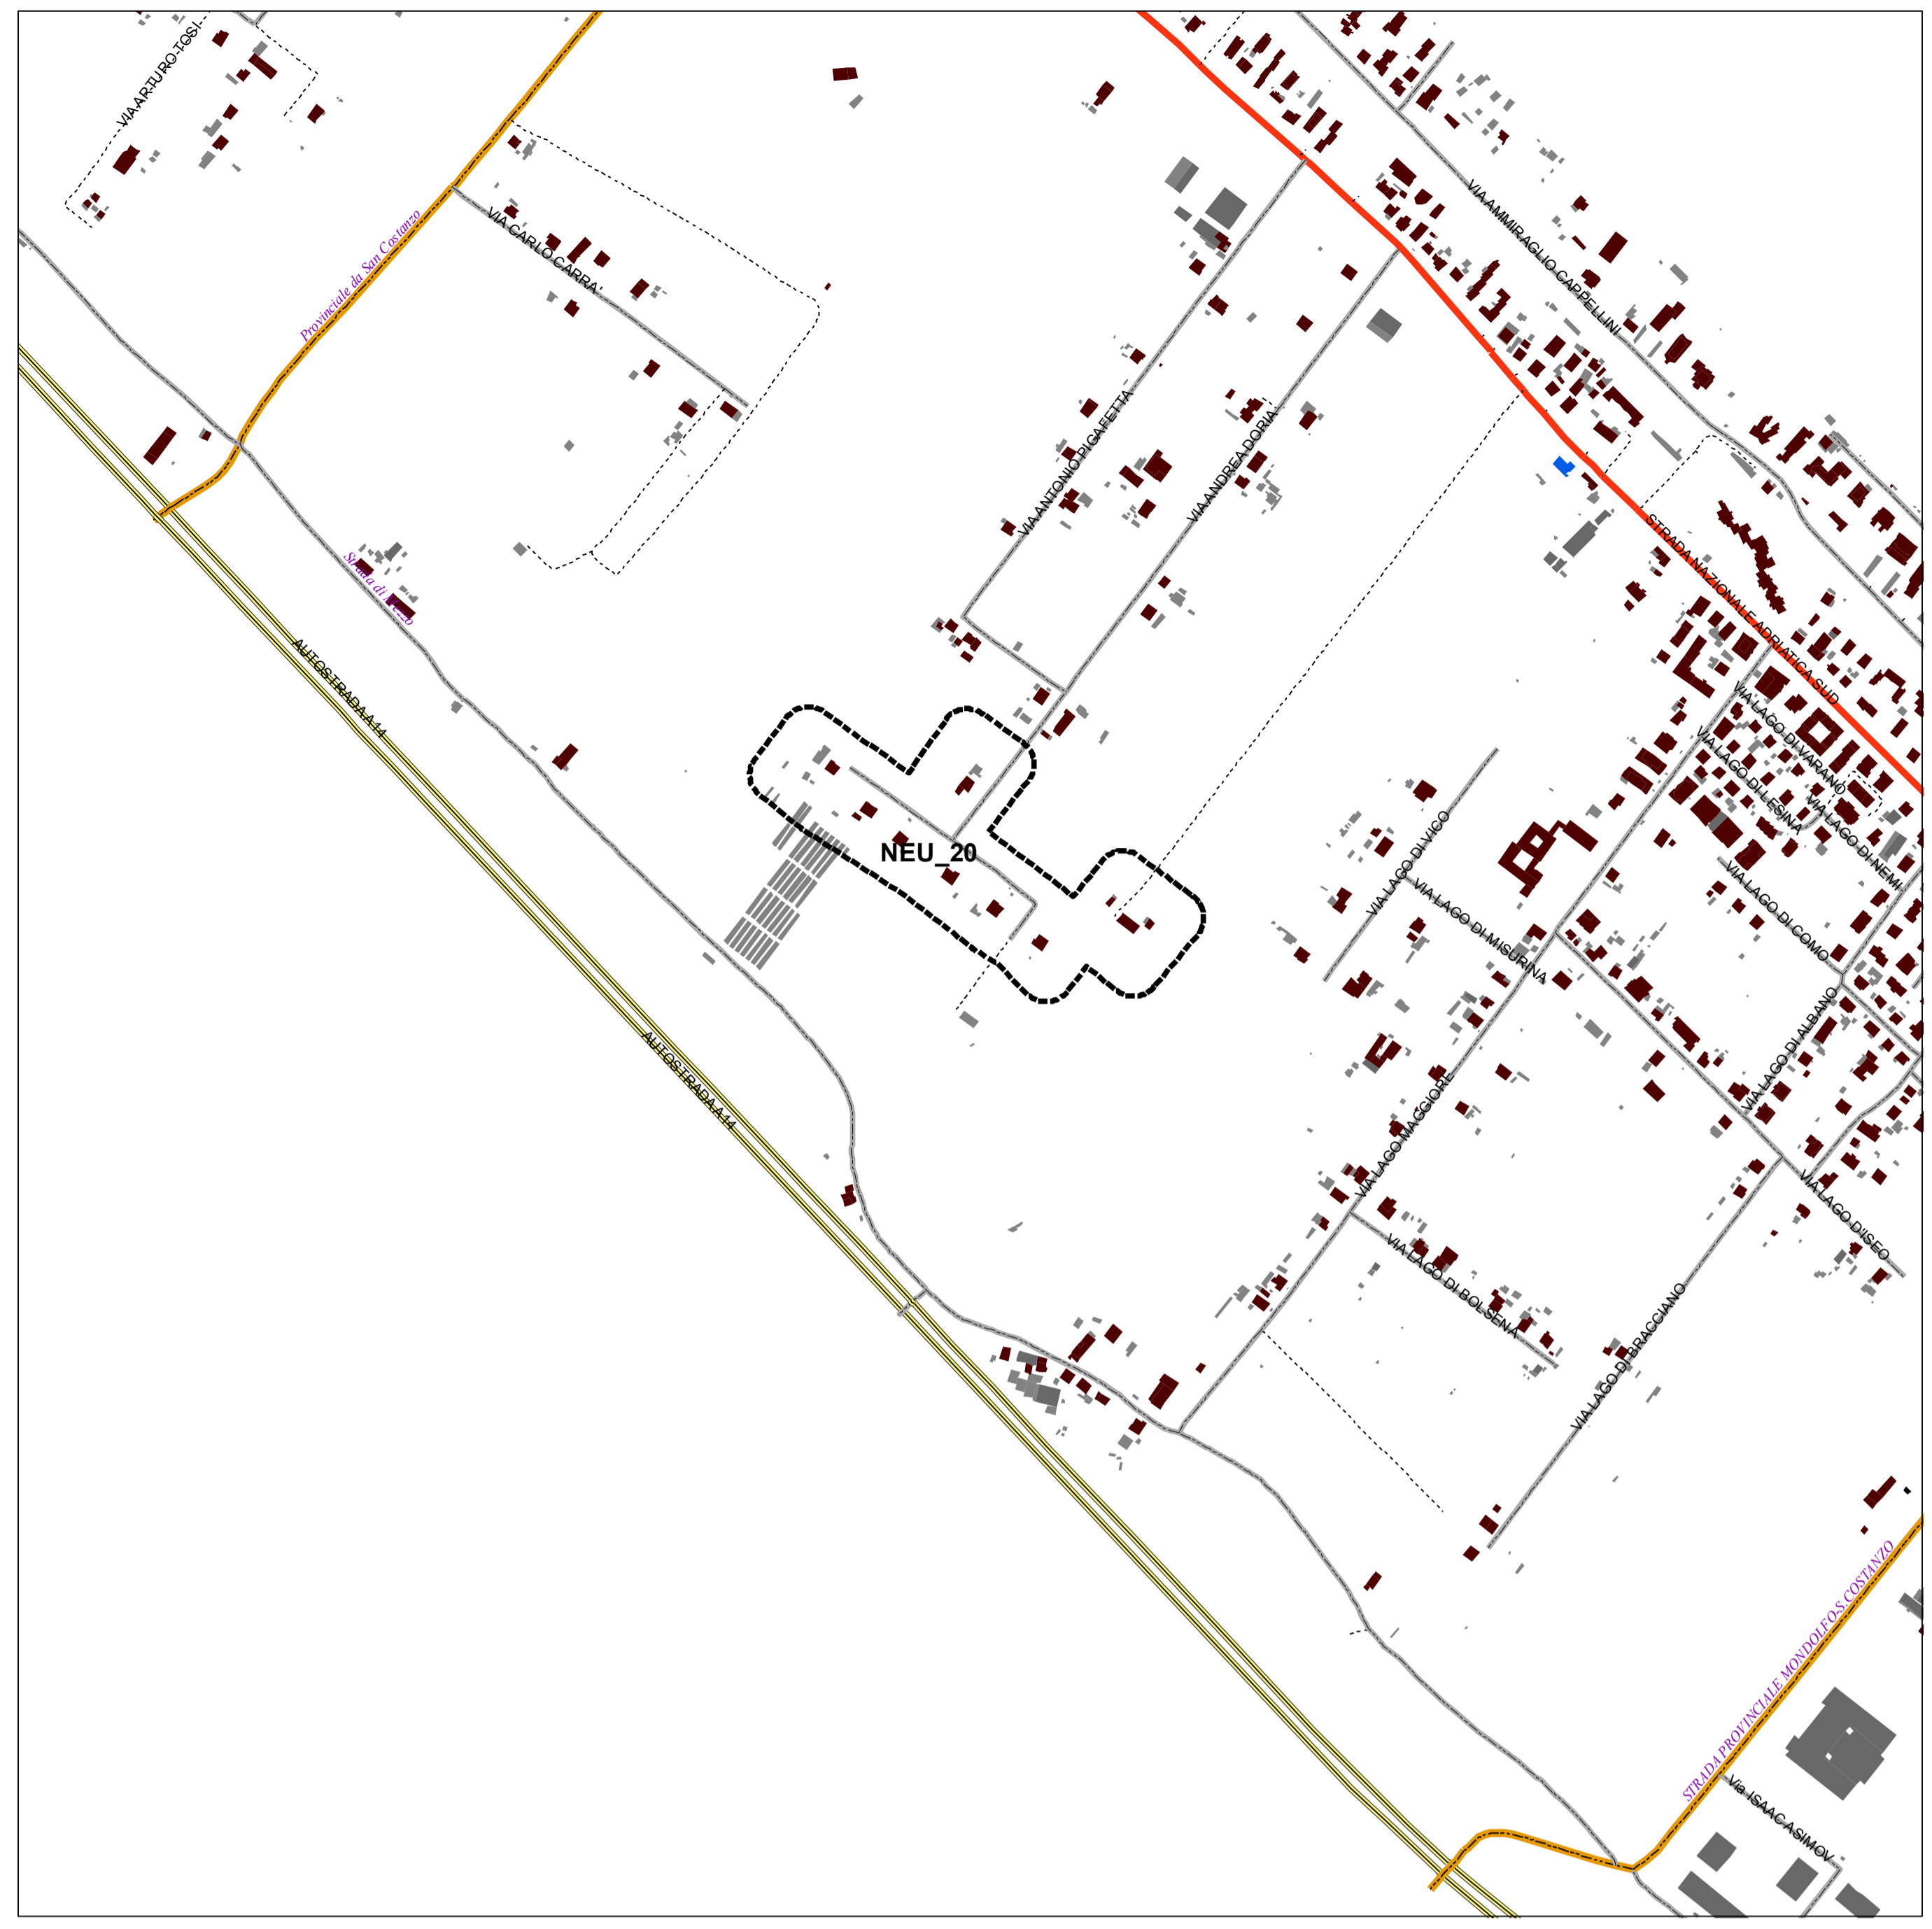 VIA ARTURO TOSI
Provinciale da San Costanzo
VIA CARLO CARRA'
VIA AMMIRAGLIO CAPPELLINI
VIA ANTONIO PIGAFETTA
VIA ANDREA DORIA
STRADA NAZIONALE ADRIATICA SUD
Strada di Mezzo
AUTOSTRADA A14
VIA LAGO DI VARANO
VIA LAGO DI LESINA
VIA LAGO DI NEMI
NEU_20
VIA LAGO DI VICO
VIA LAGO DI MISURINA
VIA LAGO DI COMO
VIA LAGO DI ALBANO
AUTOSTRADA A14
VIA LAGO MAGGIORE
VIA LAGO D'ISEO
VIA LAGO DI BOLSENA
VIA LAGO DI BRACCIANO
STRADA PROVINCIALE MONDOLFO-S.COSTANZO
Via ISAAC ASIMOV